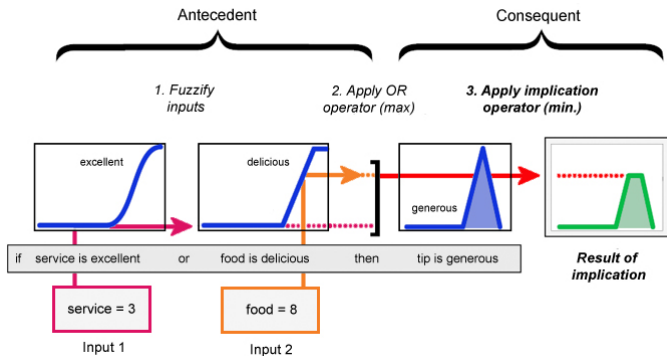 Antecedent
Consequent
1. Fuzzify
inputs
2. Apply OR
operator (max)
3. Apply implication
operator (min.)
excellent
delicious
generous
if service is excellent or food is delicious then tip is generous
Result of
implication
service = 3
food = 8
Input 1
Input 2